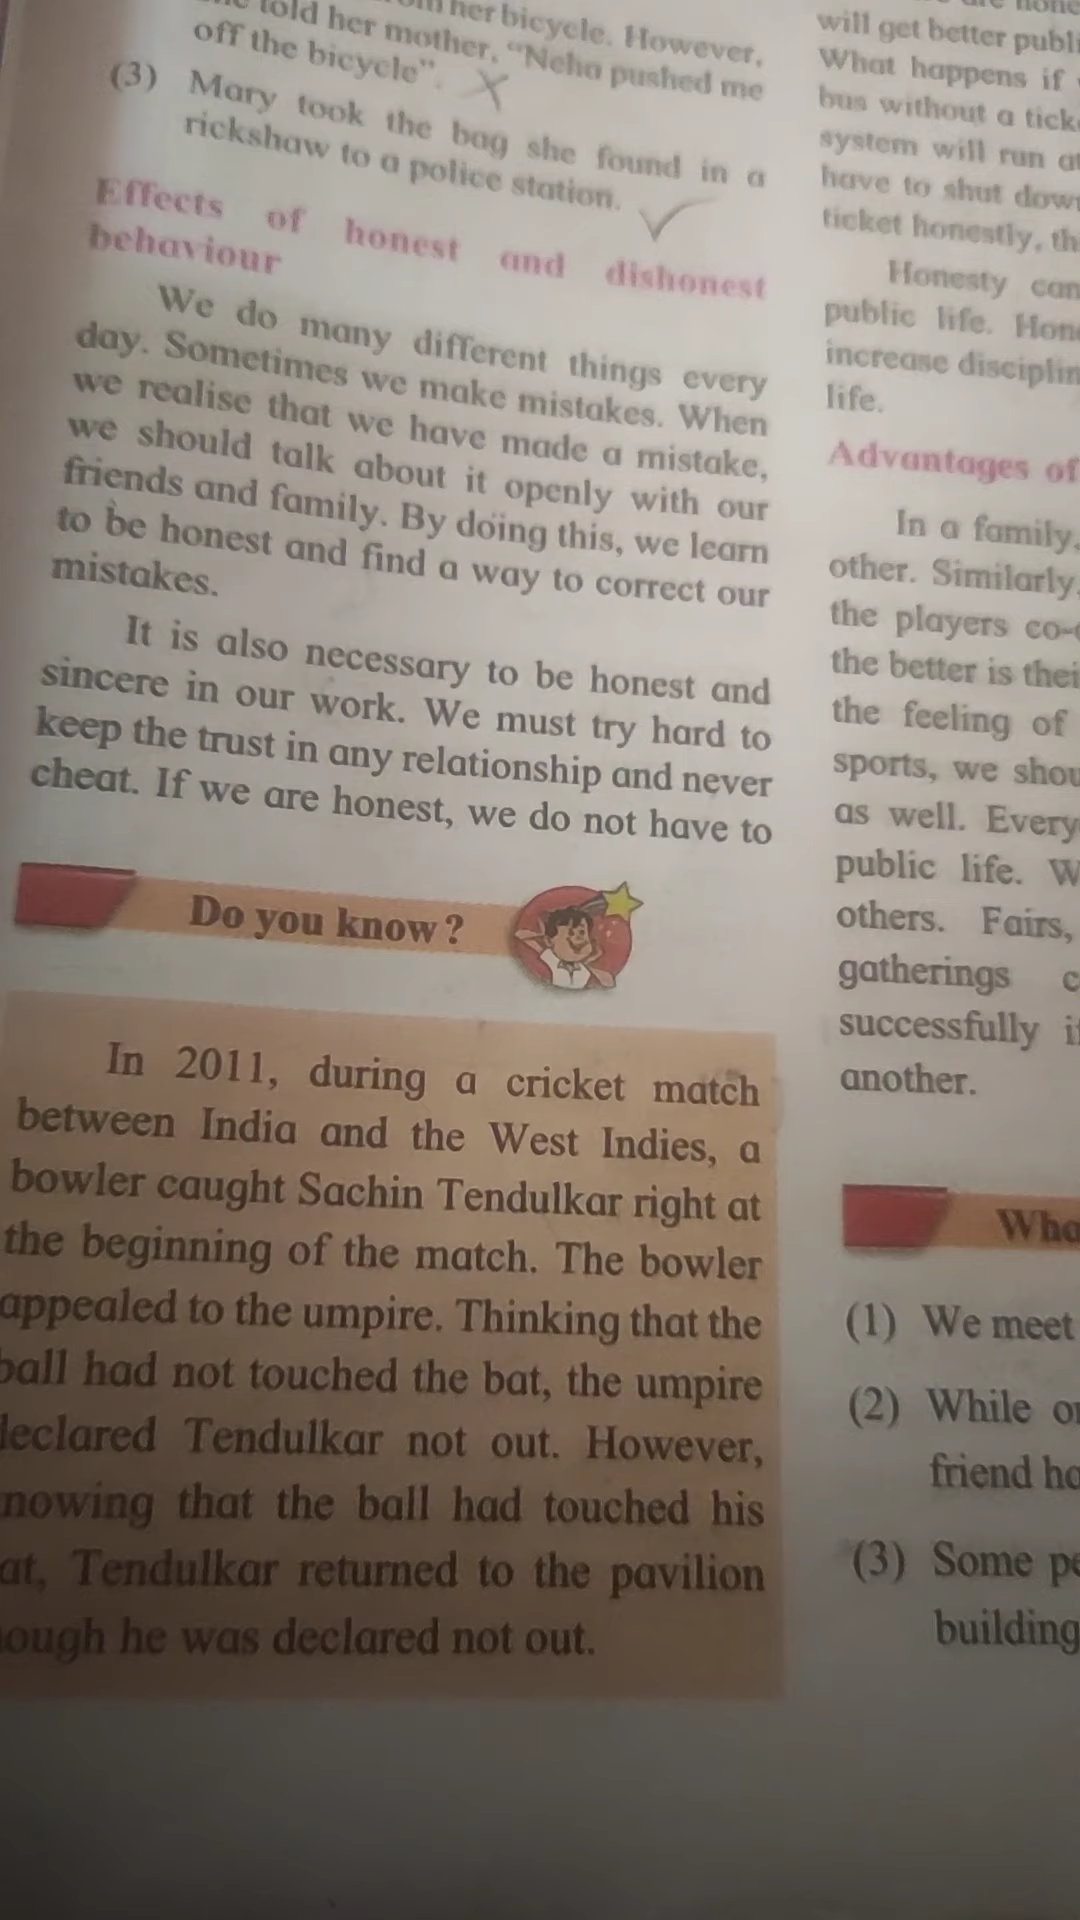 her bicycle. However,
told her mother, "Neha pushed me
off the bicycle".
(3) Mary took the bag she found in a
rickshaw to a police station.
Effects of honest and dishonest
behaviour
We do many different things every
day. Sometimes we make mistakes. When
we realise that we have made a mistake,
we should talk about it openly with our
friends and family. By doing this, we learn
to be honest and find a way to correct our
mistakes.
It is also necessary to be honest and
sincere in our work. We must try hard to
keep the trust in any relationship and never
cheat. If we are honest, we do not have to
Do you know?
In 2011, during a cricket match
between India and the West Indies, a
bowler caught Sachin Tendulkar right at
the beginning of the match. The bowler
appealed to the umpire. Thinking that the
ball had not touched the bat, the umpire
declared Tendulkar not out. However,
nowing that the ball had touched his
at, Tendulkar returned to the pavilion
ough he was declared not out.
will get better publi
What happens if
bus without a tick
system will run at
have to shut down
ticket honestly, th
Honesty can
public life. Hon
increase disciplin
life.
Advantages of
In a family,
other. Similarly,
the players co-
the better is thei
the feeling of
sports, we shou
as well. Every
public life. W
others. Fairs,
gatherings c
successfully i
another.
Wha
(1) We meet
(2) While o
friend ha
(3) Some pe
building